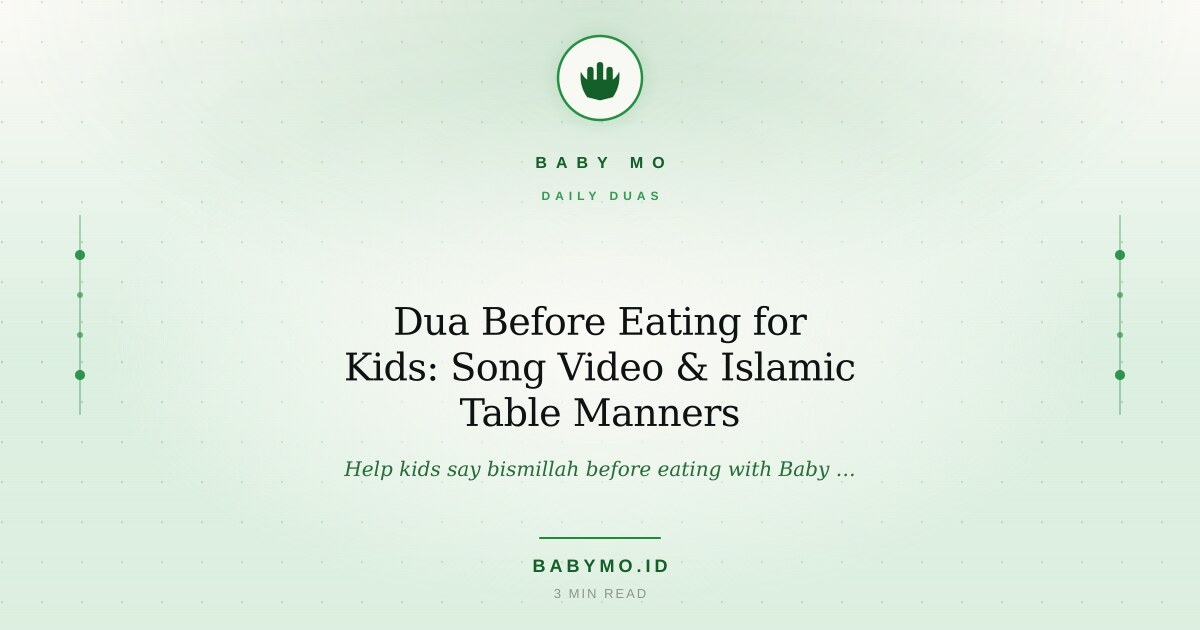 BABY MO
DAILY DUAS
Dua Before Eating for
Kids: Song Video & Islamic
Table Manners
Help kids say bismillah before eating with Baby ...
BABYMO.ID
3 MIN READ